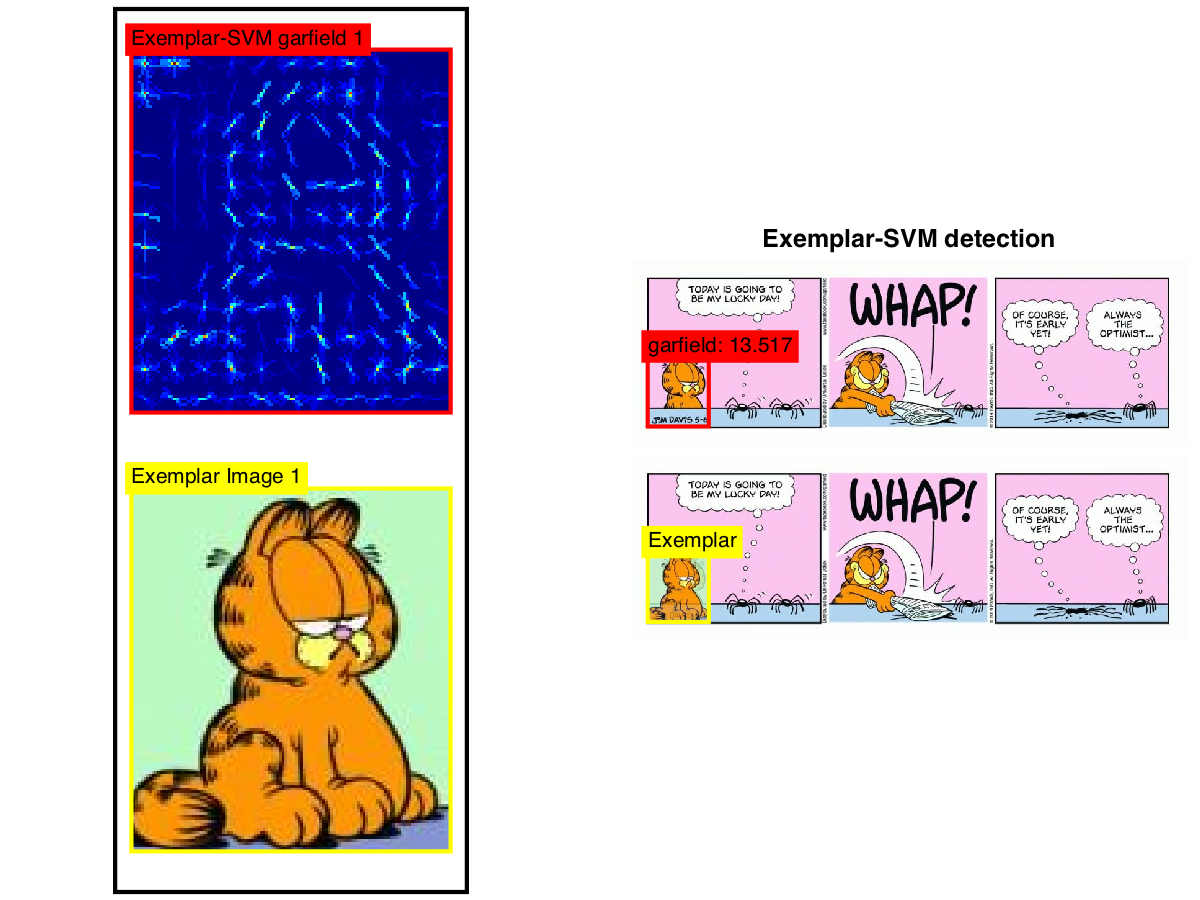 Exemplar-SVM garfield 1
Exemplar Image 1
Exemplar-SVM detection
TODAY IS GOING TO
BE MY LUCKY DAY!
garfield: 13.517
JIM DAVIS 5-6
WHAP!
OF COURSE,
IT'S EARLY
YET!
ALWAYS
THE
OPTIMIST...
TODAY IS GOING TO
BE MY LUCKY DAY!
Exemplar
WHAP!
OF COURSE,
IT'S EARLY
YET!
ALWAYS
THE
OPTIMIST...